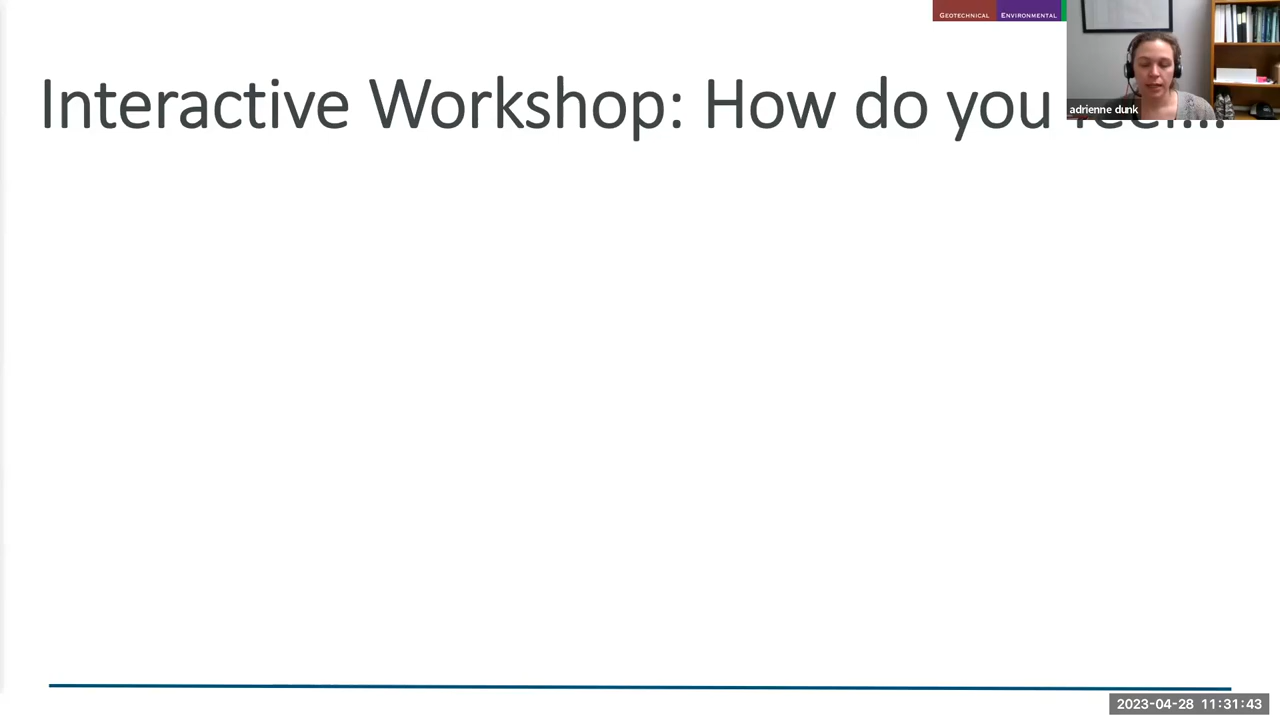 GEOTECHNICAL ENVIRONMENTAL
Interactive Workshop: How do you
adrienne dunk
2023-04-28 11:31:43